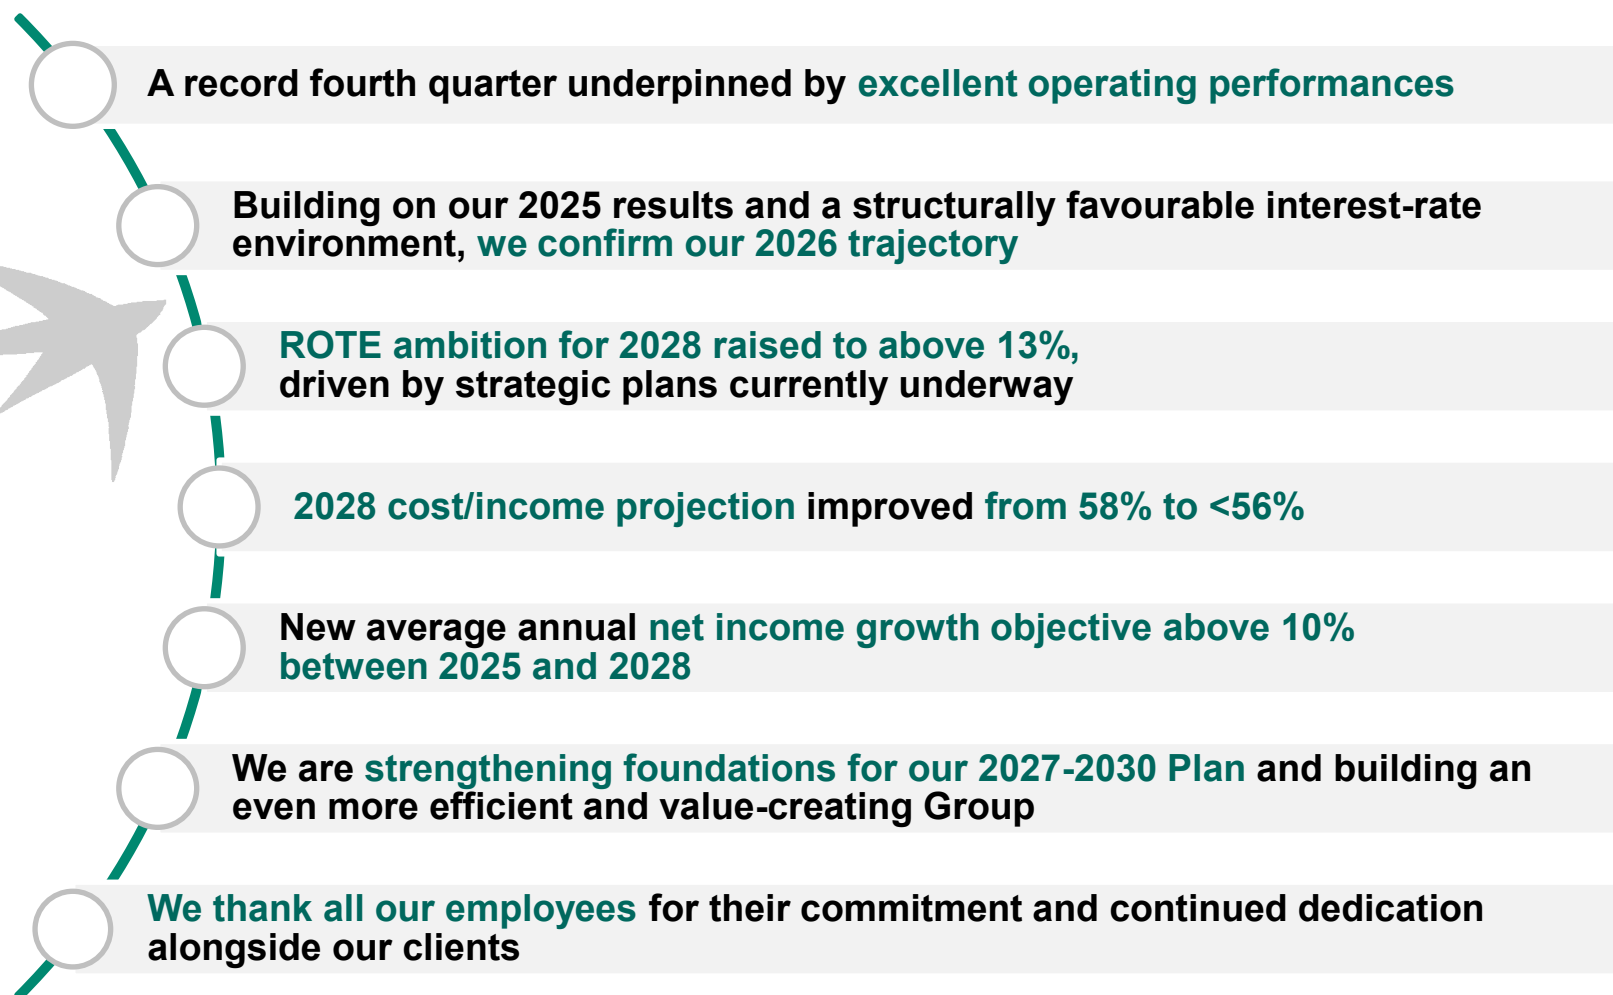 A record fourth quarter underpinned by excellent operating performances
Building on our 2025 results and a structurally favourable interest-rate
environment, we confirm our 2026 trajectory
ROTE ambition for 2028 raised to above 13%,
driven by strategic plans currently underway
2028 cost/income projection improved from 58% to <56%
New average annual net income growth objective above 10%
between 2025 and 2028
We are strengthening foundations for our 2027-2030 Plan and building an
even more efficient and value-creating Group
We thank all our employees for their commitment and continued dedication
alongside our clients